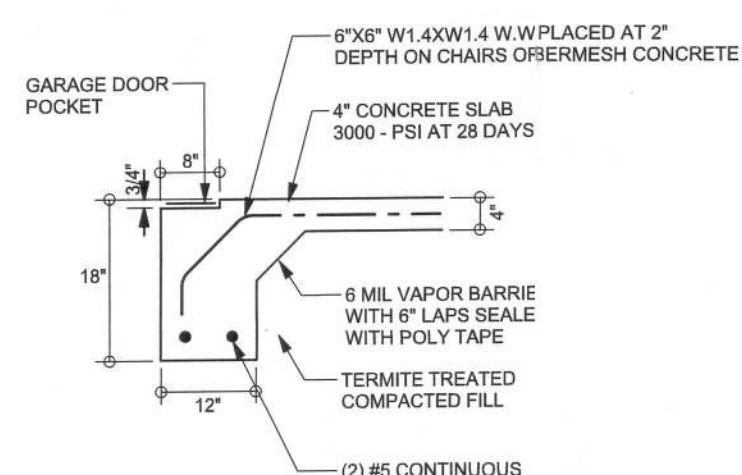 6"X6" W1.4XW1.4 W.WPLACED AT 2"
DEPTH ON CHAIRS OFBERMESH CONCRETE
GARAGE DOOR
POCKET
4" CONCRETE SLAB
3000 - PSI AT 28 DAYS
8"
3/4"
4"
18"
6 MIL VAPOR BARRIE
WITH 6" LAPS SEALE
WITH POLY TAPE
TERMITE TREATED
COMPACTED FILL
12"
(2) #5 CONTINUOUS